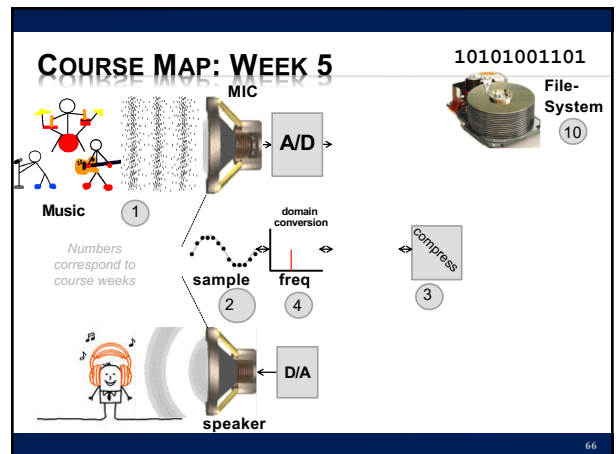 COURSE MAP: WEEK 5
10101001101
MIC
File-
System
10
A/D
Music
1
domain
conversion
Numbers
correspond to
course weeks
compress
sample
freq
2
4
3
D/A
speaker
66